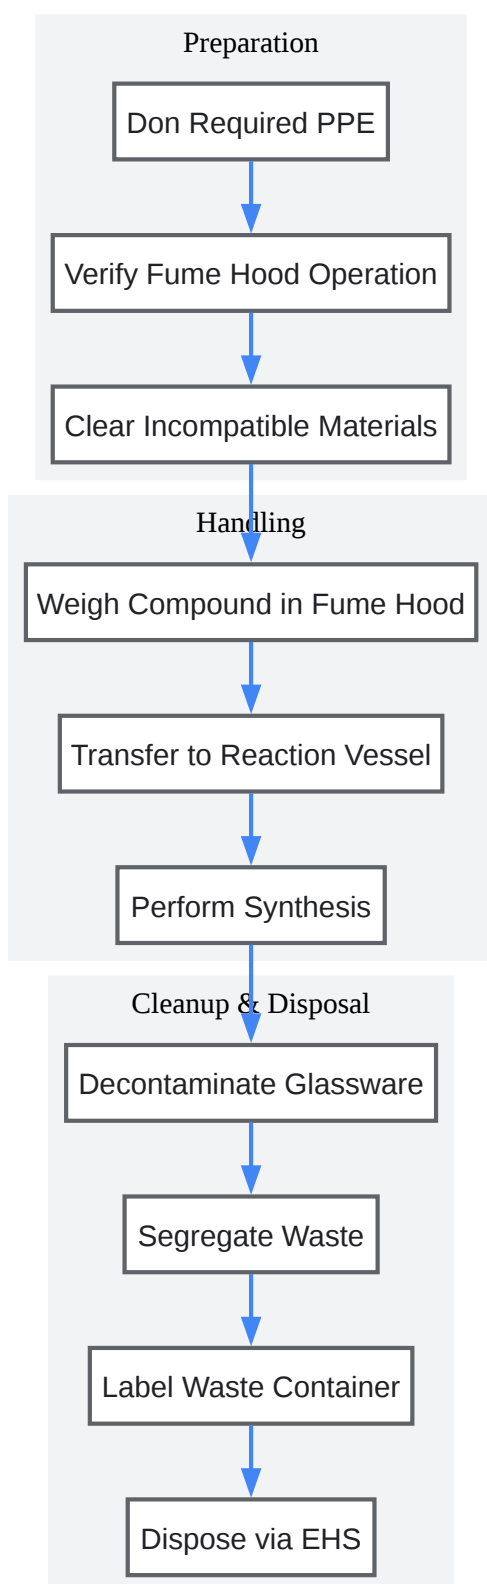 Preparation
Don Required PPE
Verify Fume Hood Operation
Clear Incompatible Materials
Handling
Weigh Compound in Fume Hood
Transfer to Reaction Vessel
Perform Synthesis
Cleanup & Disposal
Decontaminate Glassware
Segregate Waste
Label Waste Container
Dispose via EHS